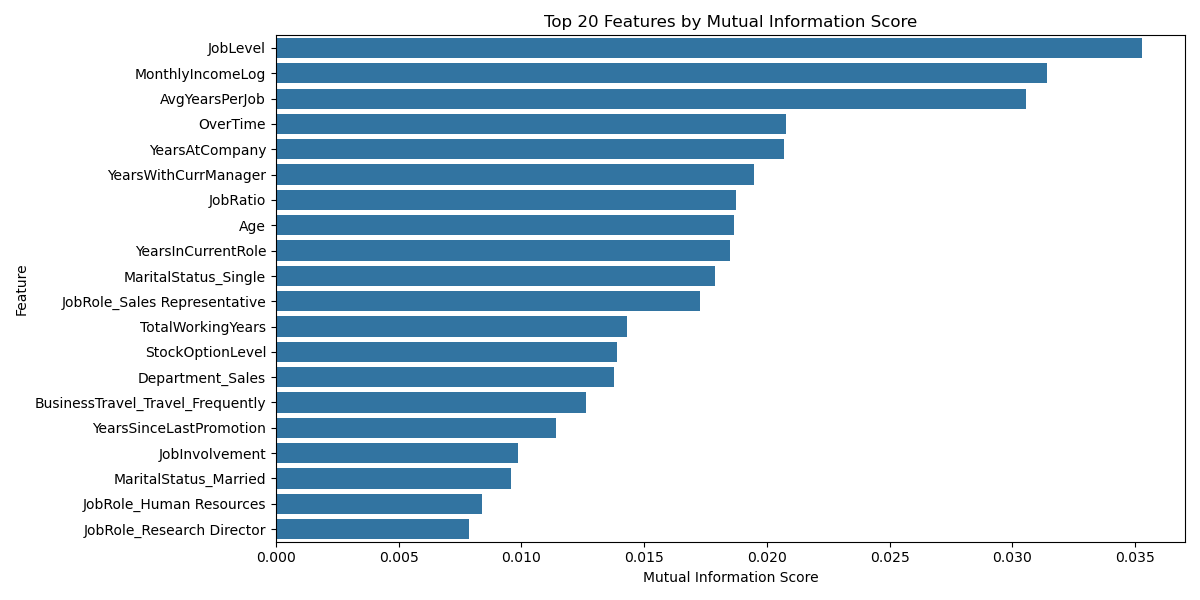 Top 20 Features by Mutual Information Score
Feature
JobLevel
MonthlyIncomeLog
AvgYearsPerJob
OverTime
YearsAtCompany
YearsWithCurrManager
JobRatio
Age
YearsInCurrentRole
MaritalStatus_Single
JobRole_Sales Representative
TotalWorkingYears
StockOptionLevel
Department_Sales
BusinessTravel_Travel_Frequently
YearsSinceLastPromotion
JobInvolvement
MaritalStatus_Married
JobRole_Human Resources
JobRole_Research Director
0.000 0.005 0.010 0.015 0.020 0.025 0.030 0.035
Mutual Information Score